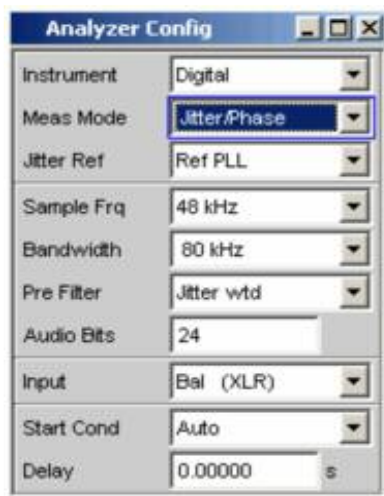 Analyzer Config
Instrument Digital
Meas Mode Jitter/Phase
Jitter Ref Ref PLL
Sample Frq 48 kHz
Bandwidth 80 kHz
Pre Filter Jitter wtd
Audio Bits 24
Input Bal (XLR)
Start Cond Auto
Delay 0.00000 s